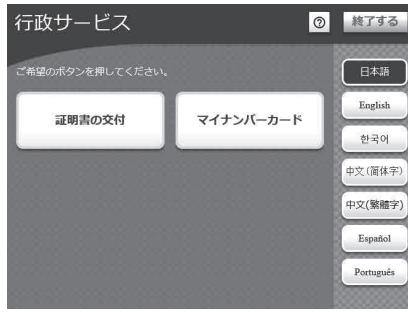 行政サービス
?
終了する
ご希望のボタンを押してください。
証明書の交付
マイナンバーカード
日本語
English
한국어
中文(简体字)
中文(繁體字)
Español
Português